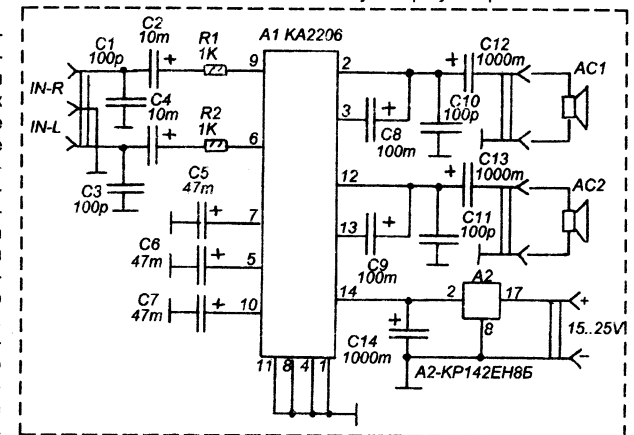 A1 KA2206
C2
10m
C1
100p
R1
1K
9
IN-R
C4
10m
IN-L
R2
1K
6
C3
100p
C5
47m
7
C6
47m
5
C7
47m
10
11 8 4 1
2
C12
1000m
AC1
3
C8
100m
C10
100p
12
C13
1000m
AC2
13
C9
100m
C11
100p
14
C14
1000m
A2
2
17
8
15..25V
A2-КР142ЕН8Б